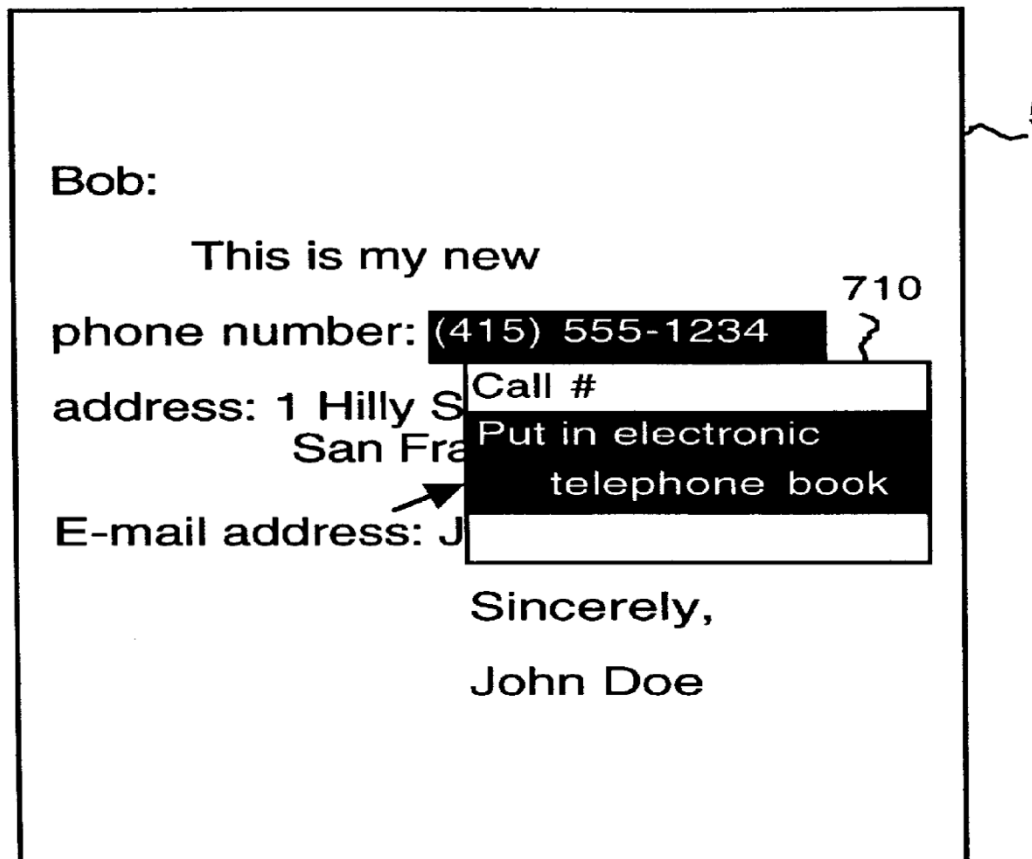 Bob:
This is my new
710
phone number: (415) 555-1234
Call #
address: 1 Hilly S
Put in electronic
San Fra
telephone book
E-mail address: J
Sincerely,
John Doe